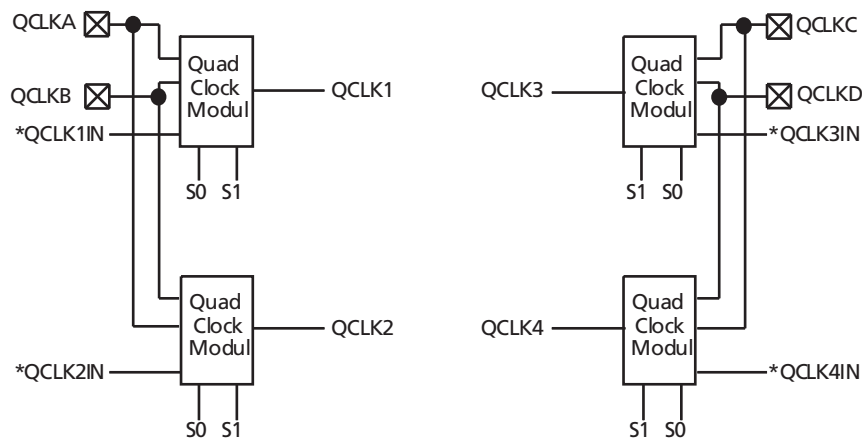 QCLKA
Quad
Clock
Modul
QCLK1
QCLKB
*QCLK1IN
S0 S1
QCLKC
Quad
Clock
Modul
QCLK3
QCLKD
*QCLK3IN
S1 S0
Quad
Clock
Modul
QCLK2
*QCLK2IN
S0 S1
Quad
Clock
Modul
QCLK4
*QCLK4IN
S1 S0